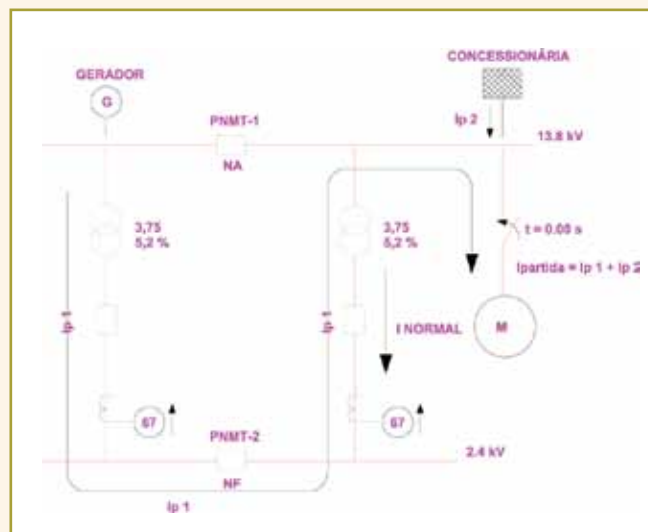 CONCESSIONÁRIA
GERADOR
G
PNMT-1
Ip 2
13.8 kV
NA
3,75
5,2 %
3,75
5,2 %
t = 0.08 s
Ipartida = Ip 1 + Ip 2
Ip 1
Ip 1
I NORMAL
M
67
PNMT-2
67
2.4 kV
NF
Ip 1